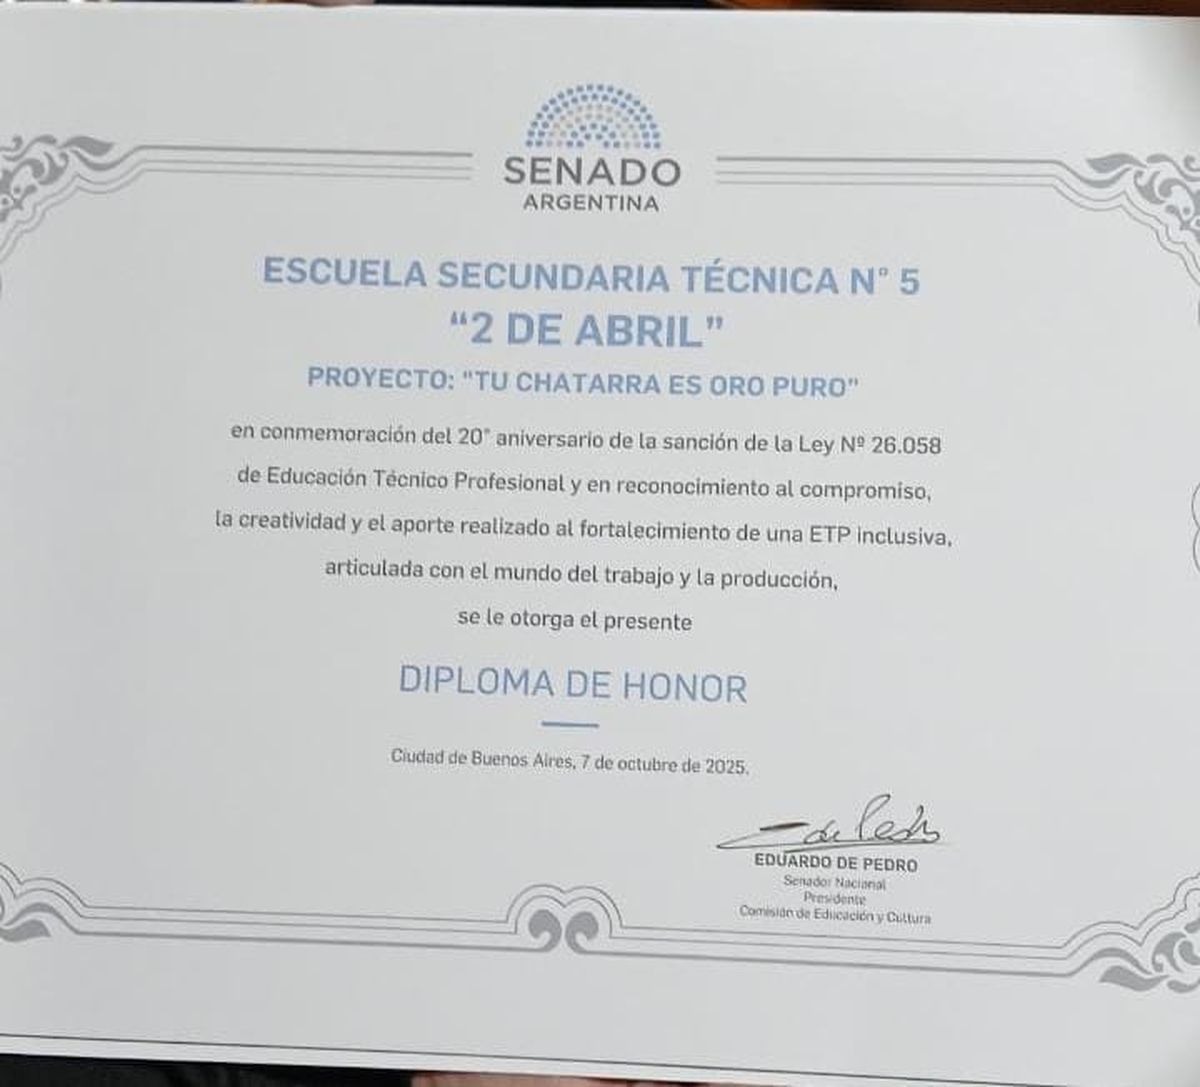 SENADO
ARGENTINA
ESCUELA SECUNDARIA TÉCNICA N° 5
“2 DE ABRIL”
PROYECTO: "TU CHATARRA ES ORO PURO"
en conmemoración del 20° aniversario de la sanción de la Ley Nº 26.058
de Educación Técnico Profesional y en reconocimiento al compromiso,
la creatividad y el aporte realizado al fortalecimiento de una ETP inclusiva,
articulada con el mundo del trabajo y la producción,
se le otorga el presente
DIPLOMA DE HONOR
Ciudad de Buenos Aires, 7 de octubre de 2025.
E de Pedro
EDUARDO DE PEDRO
Senador Nacional
Presidente
Comisión de Educación y Cultura